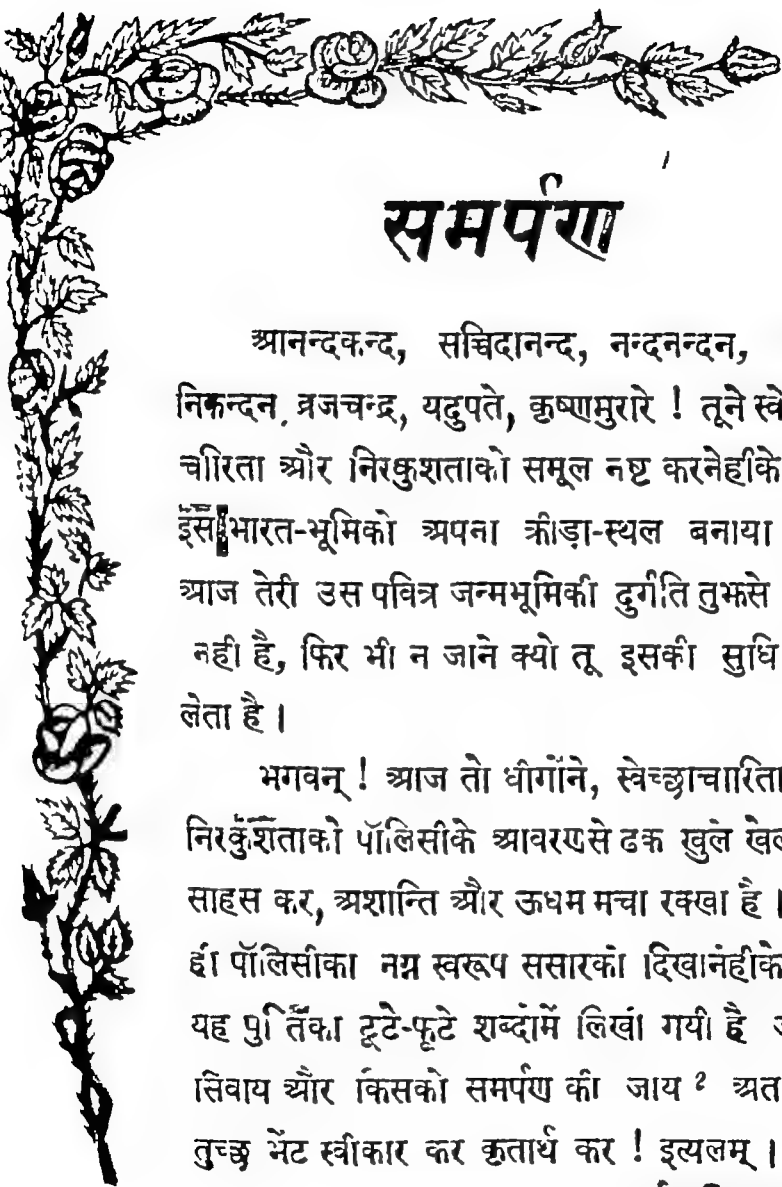 समर्पण
आनन्दकन्द, सच्चिदानन्द, नन्दनन्दन,
निकन्दन व्रजचन्द्र, यदुपते, कृष्णमुरारे ! तूने स्वे
चारिता और निरकुशताको समूल नष्ट करनेहीके
इस भारत-भूमिको अपना क्रीड़ा-स्थल बनाया
आज तेरी उस पवित्र जन्मभूमिकी दुर्गति तुझसे
नही है, फिर भी न जाने क्यो तू इसकी सुधि
लेता है ।
भगवन् ! आज तो धीगोंने, स्वेच्छाचारिता
निरकुंशताको पॉलिसीके आवरणसे ढक खुले खेल
साहस कर, अशान्ति और ऊधम मचा रक्खा है ।
ही पॉलिसीका नग्न स्वरूप ससारको दिखानेहीके
यह टूटे-फूटे शब्दोंमें लिखी गयी है
सिवाय और किसको समर्पण की जाय ? अत
तुच्छ भेंट स्वीकार कर कृतार्थ कर ! इत्यलम् ।